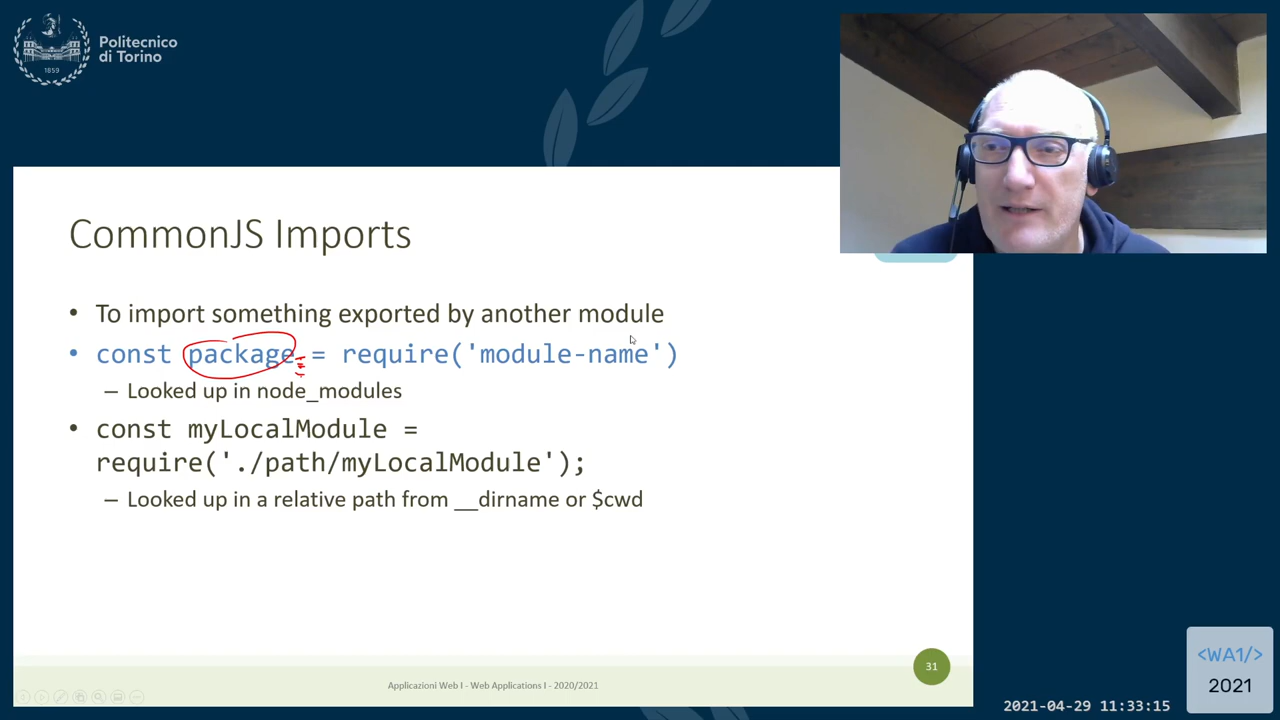 Politecnico
di Torino
1859
CommonJS Imports
• To import something exported by another module
• const package = require('module-name')
– Looked up in node_modules
• const myLocalModule =
require('./path/myLocalModule');
– Looked up in a relative path from __dirname or $cwd
31
Applicazioni Web I - Web Applications I - 2020/2021
<WA1/>
2021
2021-04-29 11:33:15